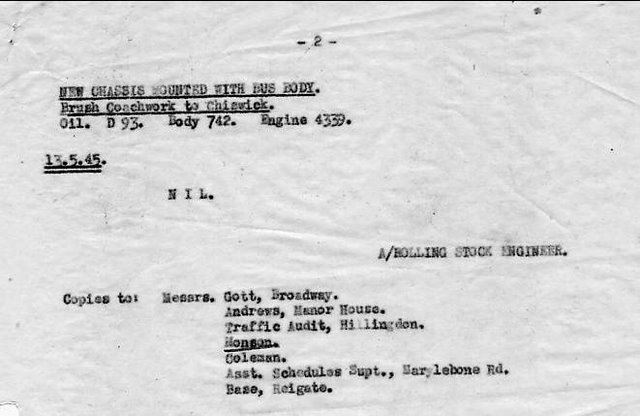 - 2 -
NEW CHASSIS MOUNTED WITH BUS BODY.
Brush Coachwork to Chiswick.
Oil. D 93. Body 742. Engine 4339.
13.5.45.
N I L.
A/ROLLING STOCK ENGINEER.
Copies to: Messrs. Gott, Broadway.
Andrews, Manor House.
Traffic Audit, Hillingdon.
Monson.
Coleman.
Asst. Schedules Supt., Marylebone Rd.
Base, Reigate.